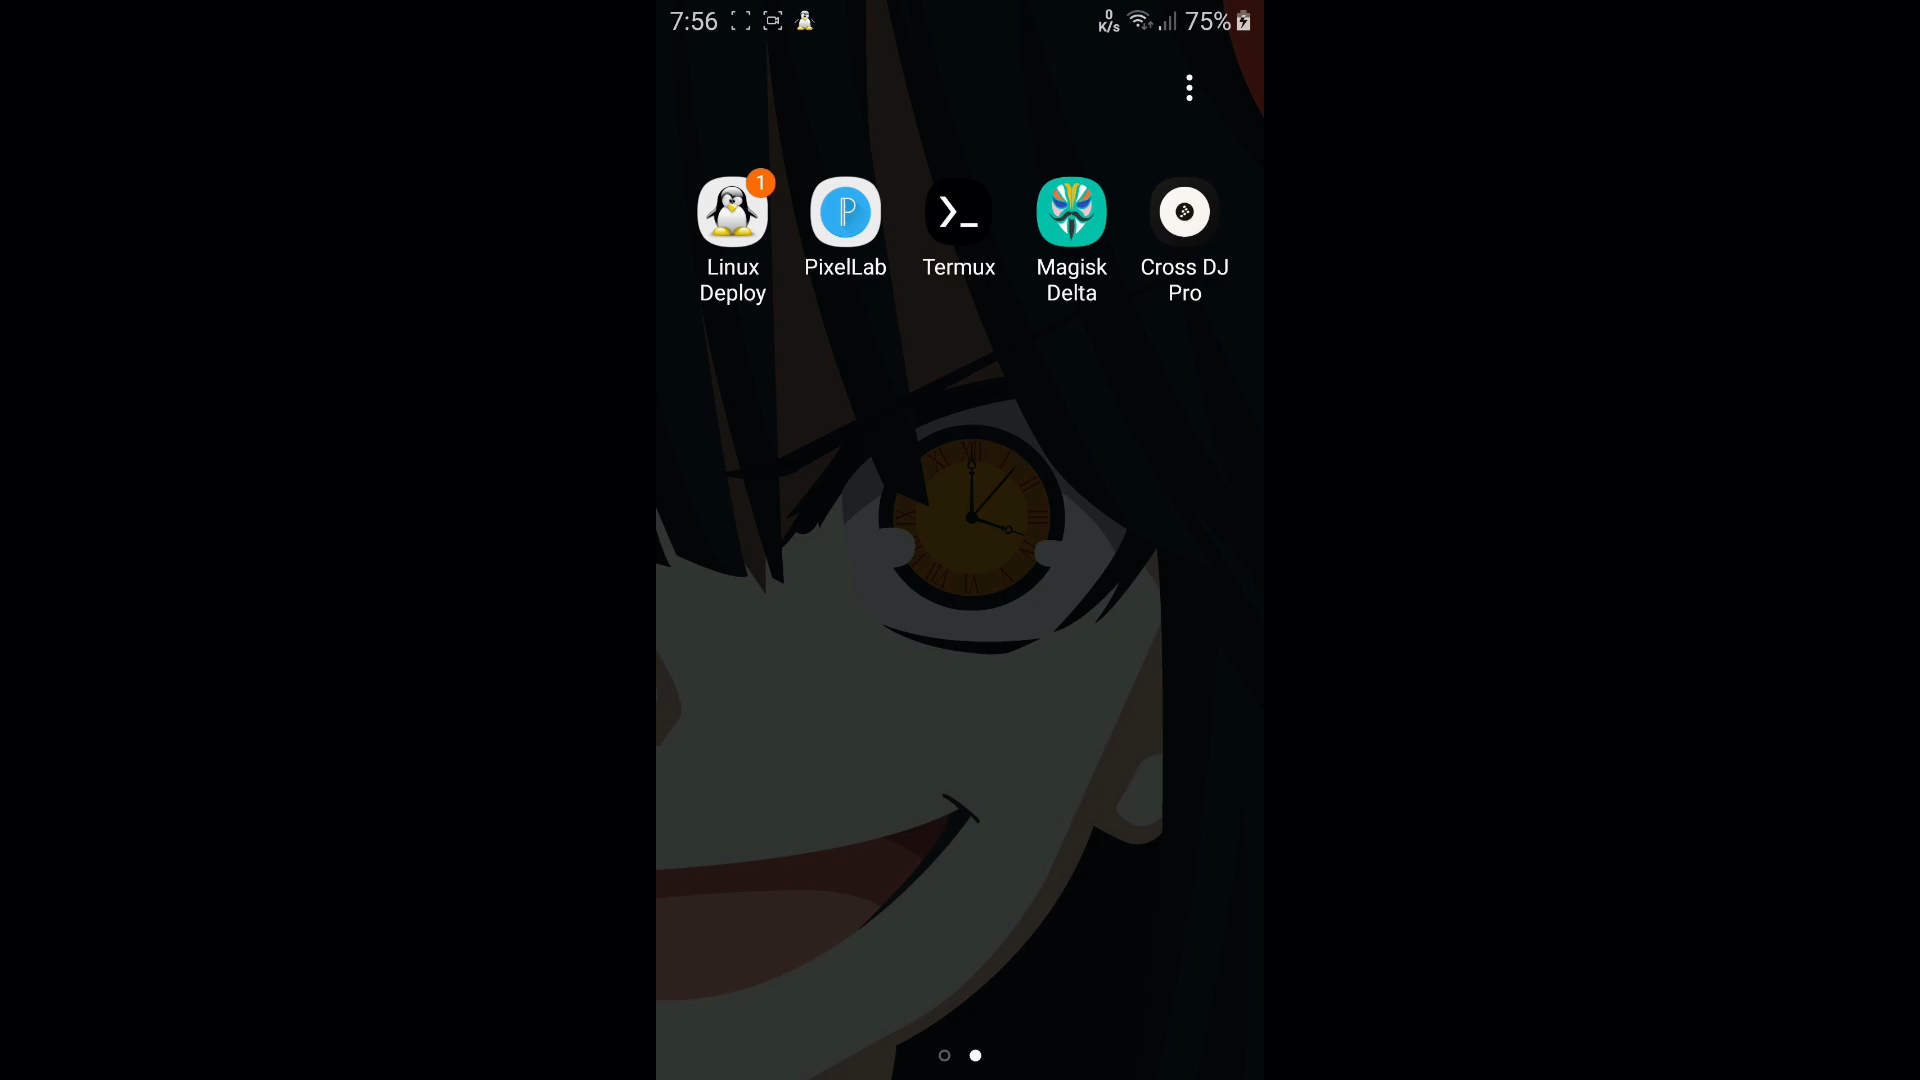 7:56
0
K/s
75%
1
Linux
Deploy
PixelLab
Termux
Magisk
Delta
Cross DJ
Pro